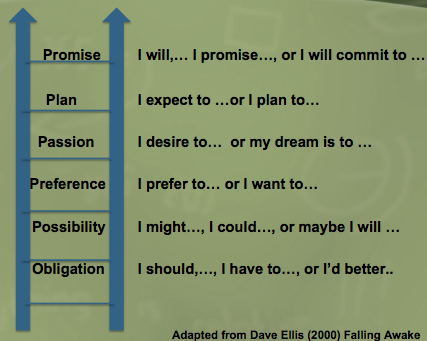 Promise I will,… I promise…, or I will commit to …
Plan I expect to …or I plan to…
Passion I desire to… or my dream is to …
Preference I prefer to… or I want to…
Possibility I might…, I could…, or maybe I will …
Obligation I should,…, I have to…, or I’d better..
Adapted from Dave Ellis (2000) Falling Awake